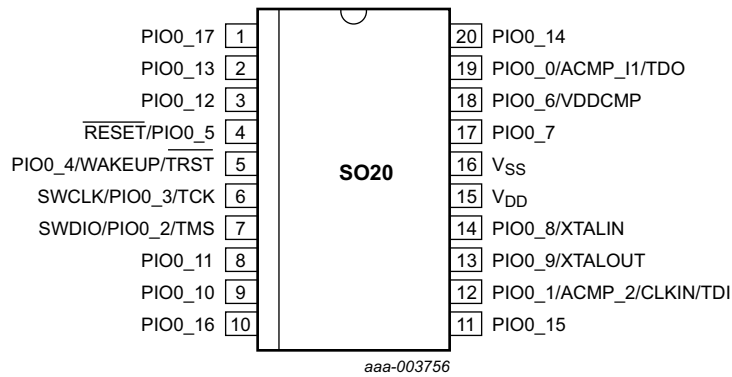 PIO0_17 1
PIO0_13 2
PIO0_12 3
RESET/PIO0_5 4
PIO0_4/WAKEUP/TRST 5
SWCLK/PIO0_3/TCK 6
SWDIO/PIO0_2/TMS 7
PIO0_11 8
PIO0_10 9
PIO0_16 10
SO20
20 PIO0_14
19 PIO0_0/ACMP_I1/TDO
18 PIO0_6/VDDCMP
17 PIO0_7
16 VSS
15 VDD
14 PIO0_8/XTALIN
13 PIO0_9/XTALOUT
12 PIO0_1/ACMP_2/CLKIN/TDI
11 PIO0_15
aaa-003756